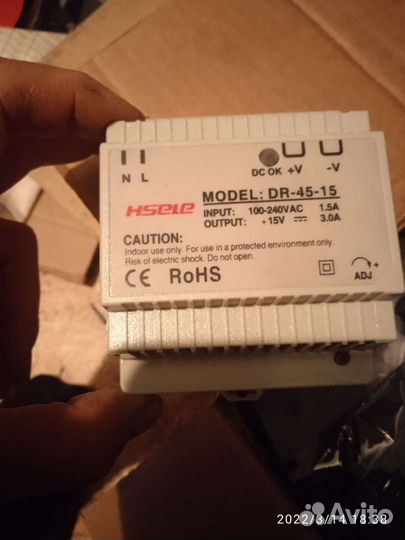 N L
DC OK +V -V
HSELE
MODEL: DR-45-15
INPUT: 100-240VAC 1.5A
OUTPUT: +15V 3.0A
CAUTION:
Indoor use only. For use in a protected environment only.
Risk of electric shock. Do not open.
CE RoHS
+
ADJ
2022/3/14 18:38
Avito